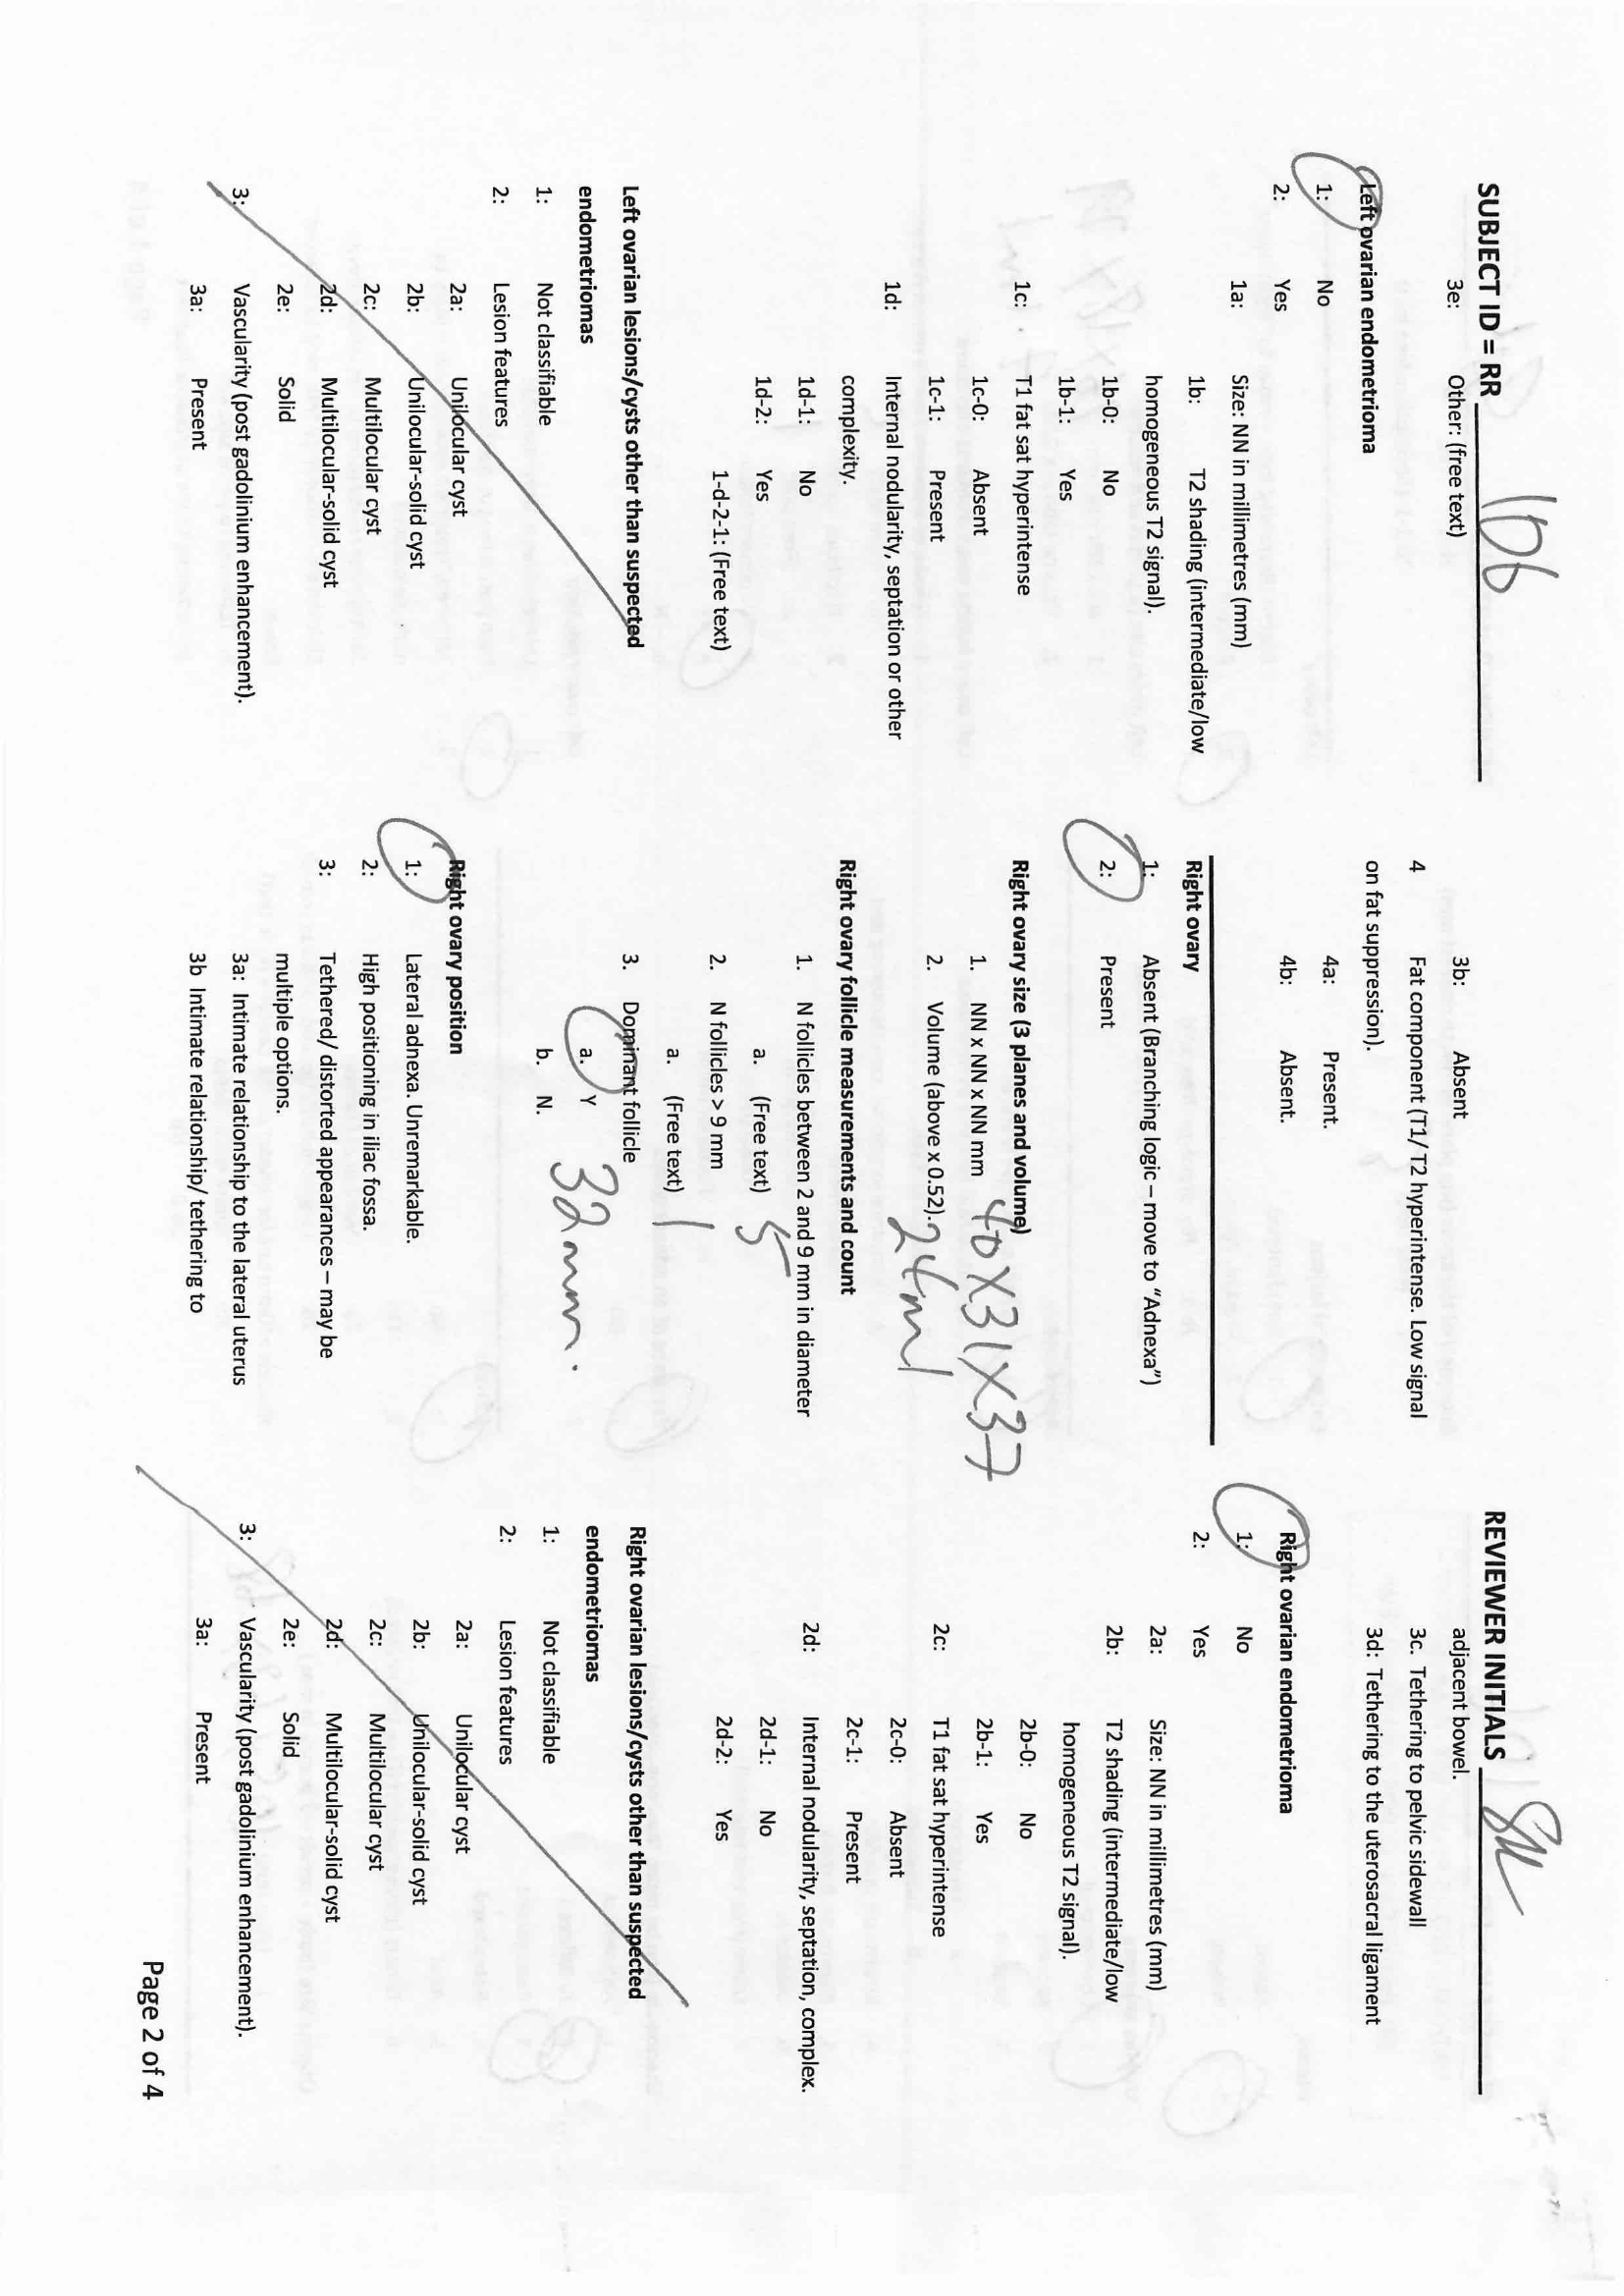 SUBJECT ID = RR 106
REVIEWER INITIALS
3e: Other: (free text)
Left ovarian endometrioma
1: No
2: Yes
1a: Size: NN in millimetres (mm)
1b: T2 shading (intermediate/low
homogeneous T2 signal).
1b-0: No
1b-1: Yes
1c: T1 fat sat hyperintense
1c-0: Absent
1c-1: Present
1d: Internal nodularity, septation or other
complexity.
1d-1: No
1d-2: Yes
1-d-2-1: (Free text)
Left ovarian lesions/cysts other than suspected
endometriomas
1: Not classifiable
2: Lesion features
2a: Unilocular cyst
2b: Unilocular-solid cyst
2c: Multilocular cyst
2d: Multilocular-solid cyst
2e: Solid
3: Vascularity (post gadolinium enhancement).
3a: Present
3b: Absent
4 Fat component (T1/ T2 hyperintense. Low signal
on fat suppression).
4a: Present.
4b: Absent.
Right ovary
1: Absent (Branching logic – move to "Adnexa")
2: Present
Right ovary size (3 planes and volume)
1. NN x NN x NN mm 40 x 31 x 37
2. Volume (above x 0.52). 24ml
Right ovary follicle measurements and count
1. N follicles between 2 and 9 mm in diameter
a. (Free text) 5
2. N follicles > 9 mm
a. (Free text) 1
3. Dominant follicle
a. Y
b. N. 32mm.
Right ovary position
1: Lateral adnexa. Unremarkable.
2: High positioning in iliac fossa.
3: Tethered/ distorted appearances – may be
multiple options.
3a: Intimate relationship to the lateral uterus
3b Intimate relationship/ tethering to
adjacent bowel.
3c. Tethering to pelvic sidewall
3d: Tethering to the uterosacral ligament
Right ovarian endometrioma
1: No
2: Yes
2a: Size: NN in millimetres (mm)
2b: T2 shading (intermediate/low
homogeneous T2 signal).
2b-0: No
2b-1: Yes
2c: T1 fat sat hyperintense
2c-0: Absent
2c-1: Present
2d: Internal nodularity, septation, complex.
2d-1: No
2d-2: Yes
Right ovarian lesions/cysts other than suspected
endometriomas
1: Not classifiable
2: Lesion features
2a: Unilocular cyst
2b: Unilocular-solid cyst
2c: Multilocular cyst
2d: Multilocular-solid cyst
2e: Solid
3: Vascularity (post gadolinium enhancement).
3a: Present
Page 2 of 4